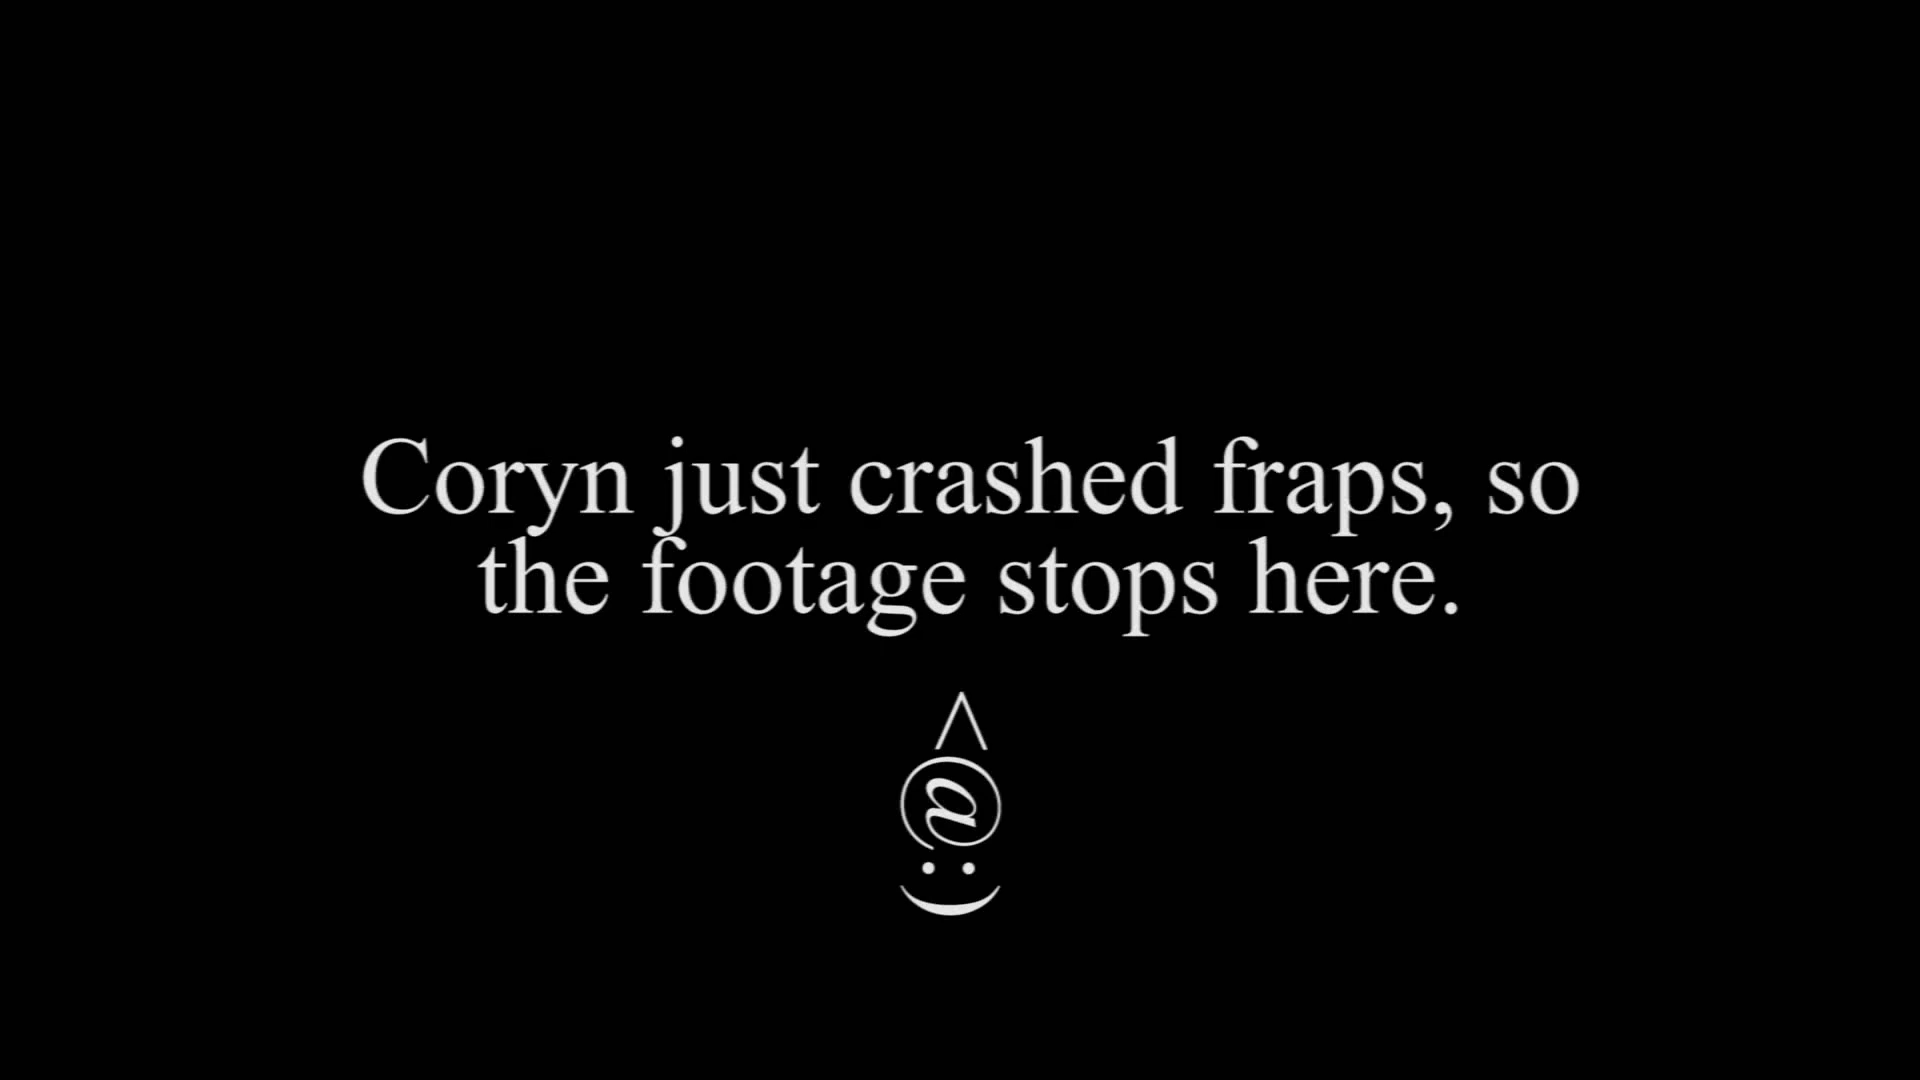 Coryn just crashed fraps, so
the footage stops here.
^
@
:
)